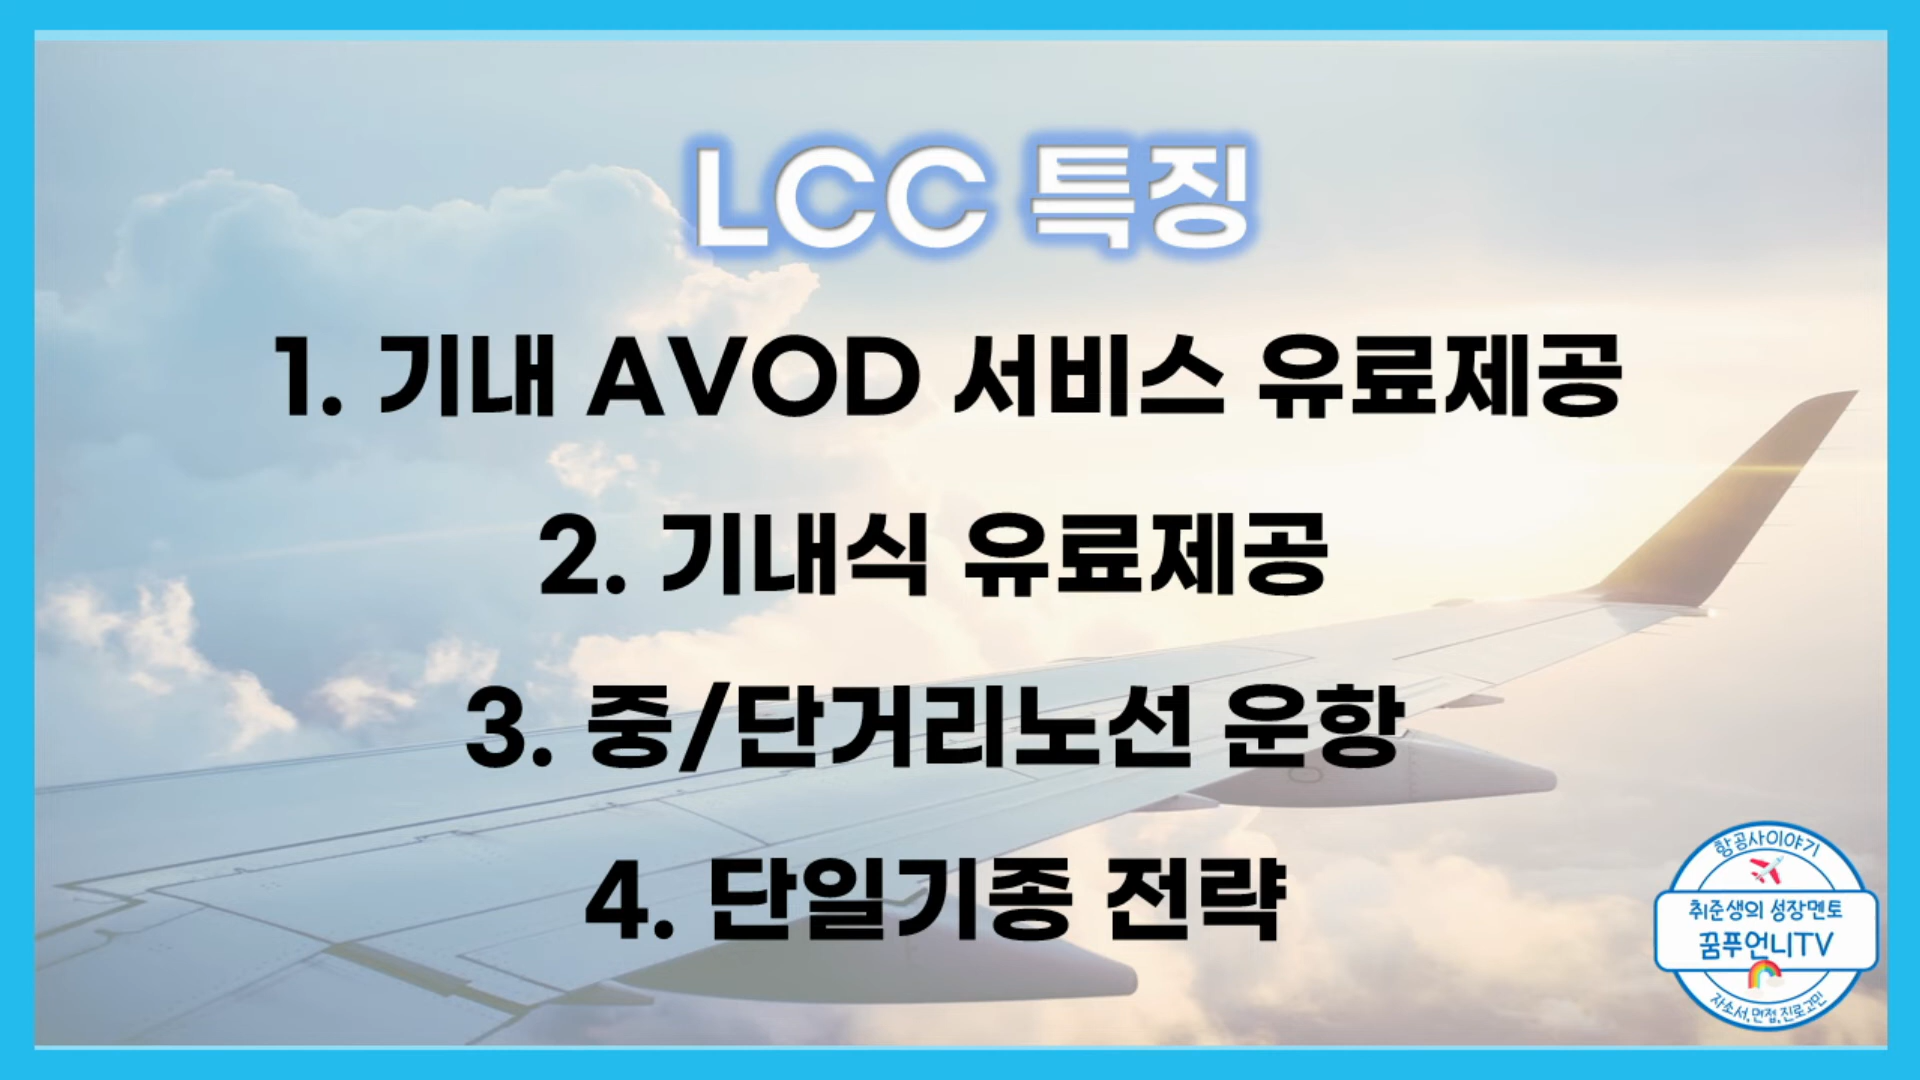 LCC 특징
1. 기내 AVOD 서비스 유료제공
2. 기내식 유료제공
3. 중/단거리노선 운항
4. 단일기종 전략
항공사이야기
취준생의 성장멘토
꿈푸언니TV
자소서,면접,진로고민